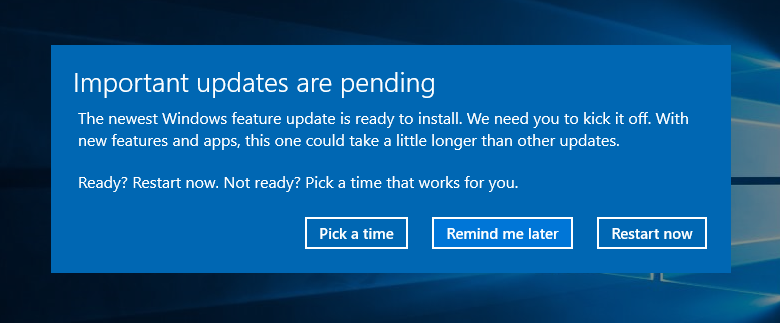 Important updates are pending
The newest Windows feature update is ready to install. We need you to kick it off. With
new features and apps, this one could take a little longer than other updates.
Ready? Restart now. Not ready? Pick a time that works for you.
Pick a time Remind me later Restart now